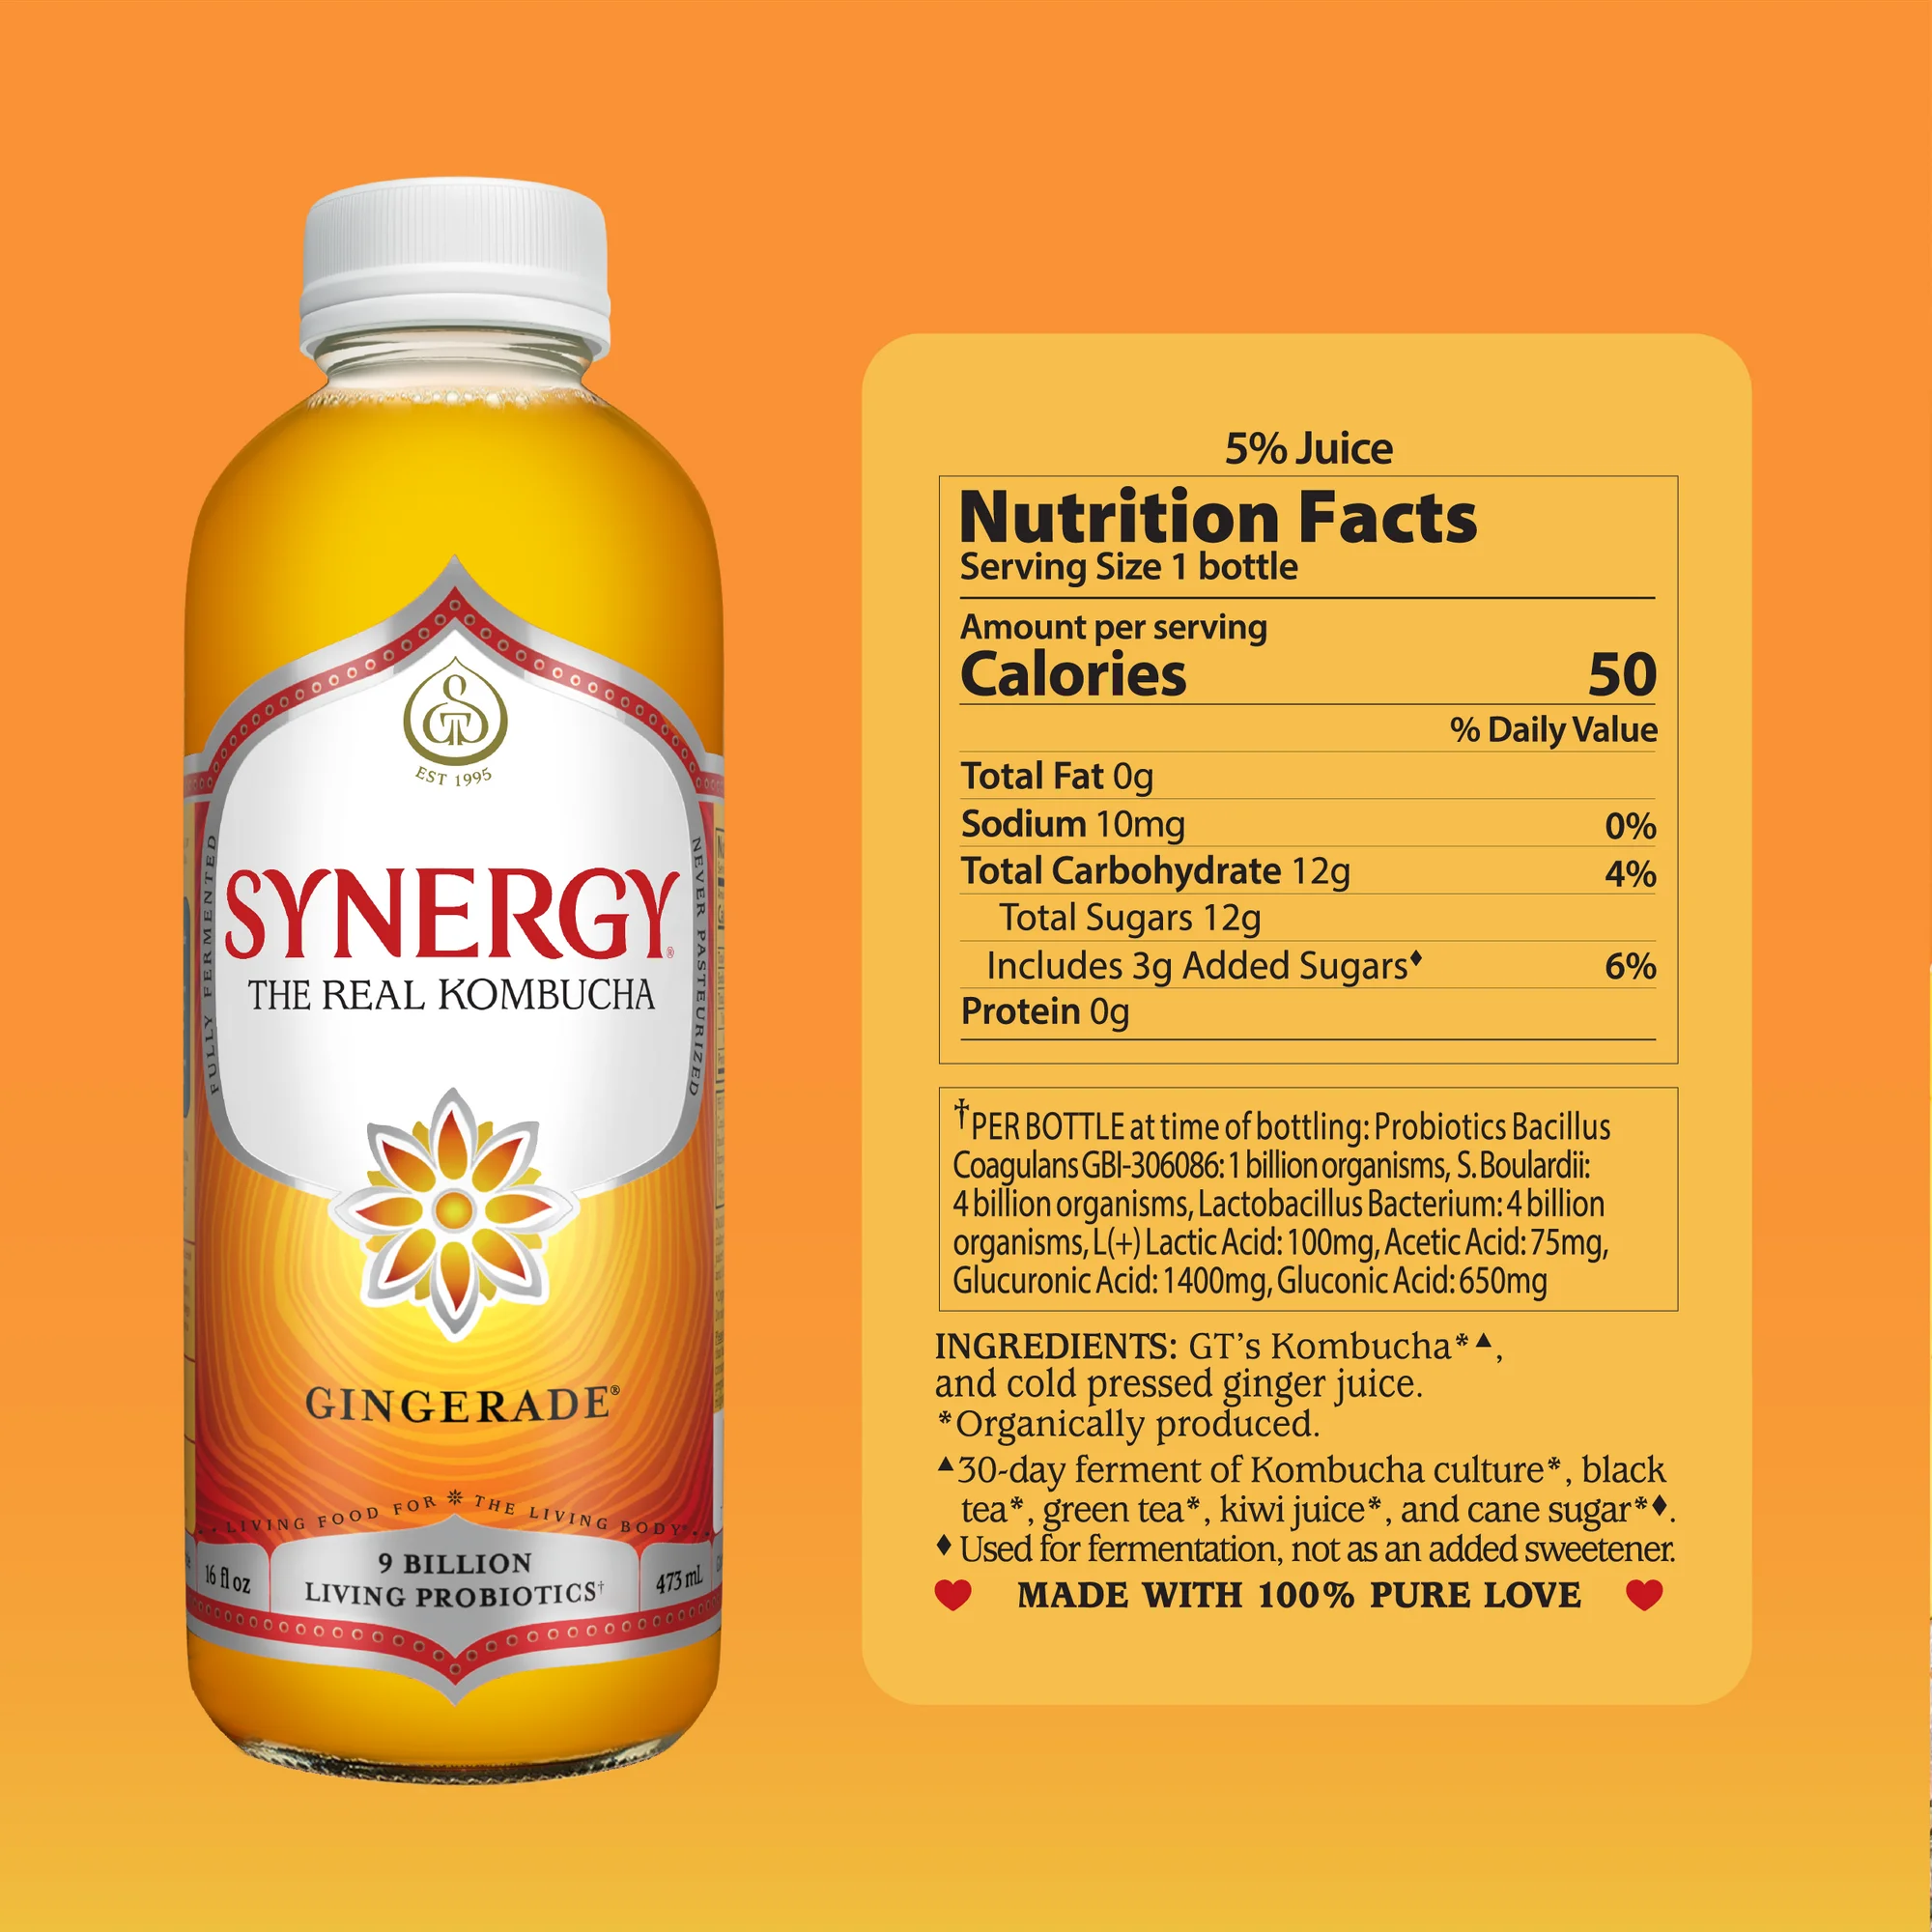 EST 1995
FULLY FERMENTED
NEVER PASTEURIZED
SYNERGY®
THE REAL KOMBUCHA
GINGERADE®
LIVING FOOD FOR THE LIVING BODY
16 fl oz
9 BILLION
LIVING PROBIOTICS†
473 mL
5% Juice
Nutrition Facts
Serving Size 1 bottle
Amount per serving
Calories 50
% Daily Value
Total Fat 0g
Sodium 10mg 0%
Total Carbohydrate 12g 4%
Total Sugars 12g
Includes 3g Added Sugars♦ 6%
Protein 0g
†PER BOTTLE at time of bottling: Probiotics Bacillus
Coagulans GBI-306086: 1 billion organisms, S. Boulardii:
4 billion organisms, Lactobacillus Bacterium: 4 billion
organisms, L(+) Lactic Acid: 100mg, Acetic Acid: 75mg,
Glucuronic Acid: 1400mg, Gluconic Acid: 650mg
INGREDIENTS: GT’s Kombucha*▲,
and cold pressed ginger juice.
*Organically produced.
▲30-day ferment of Kombucha culture*, black
tea*, green tea*, kiwi juice*, and cane sugar*♦.
♦ Used for fermentation, not as an added sweetener.
♥ MADE WITH 100% PURE LOVE ♥